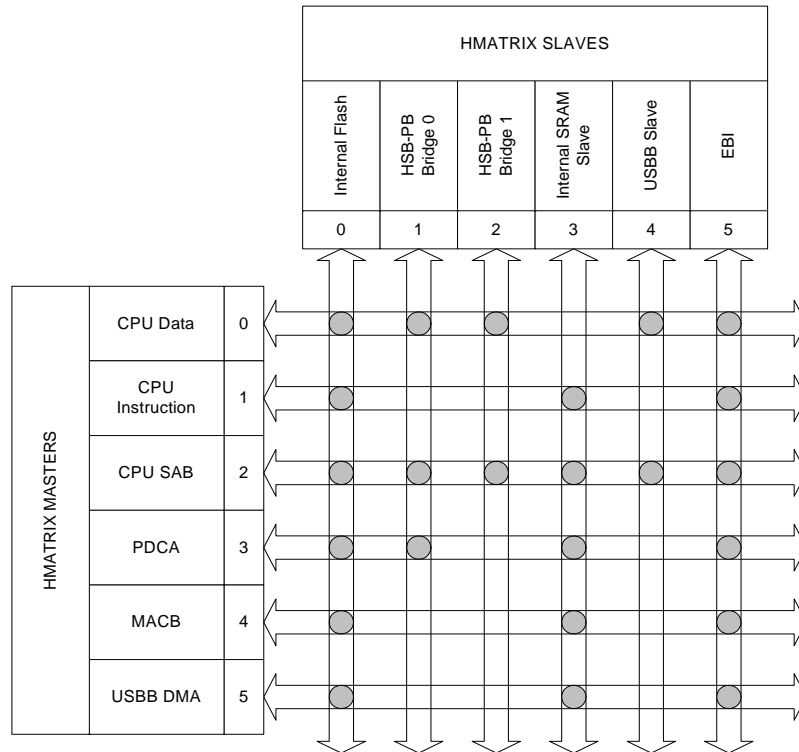 HMATRIX SLAVES
Internal Flash
HSB-PB
Bridge 0
HSB-PB
Bridge 1
Internal SRAM
Slave
USBB Slave
EBI
0
1
2
3
4
5
HMATRIX MASTERS
CPU Data
0
CPU
Instruction
1
CPU SAB
2
PDCA
3
MACB
4
USBB DMA
5